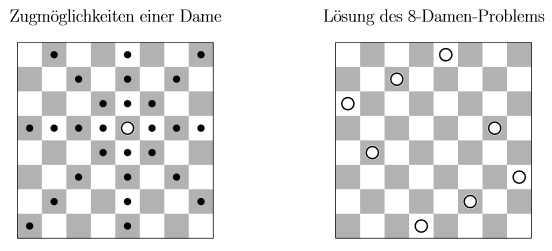 Zugmöglichkeiten einer Dame
Lösung des 8-Damen-Problems